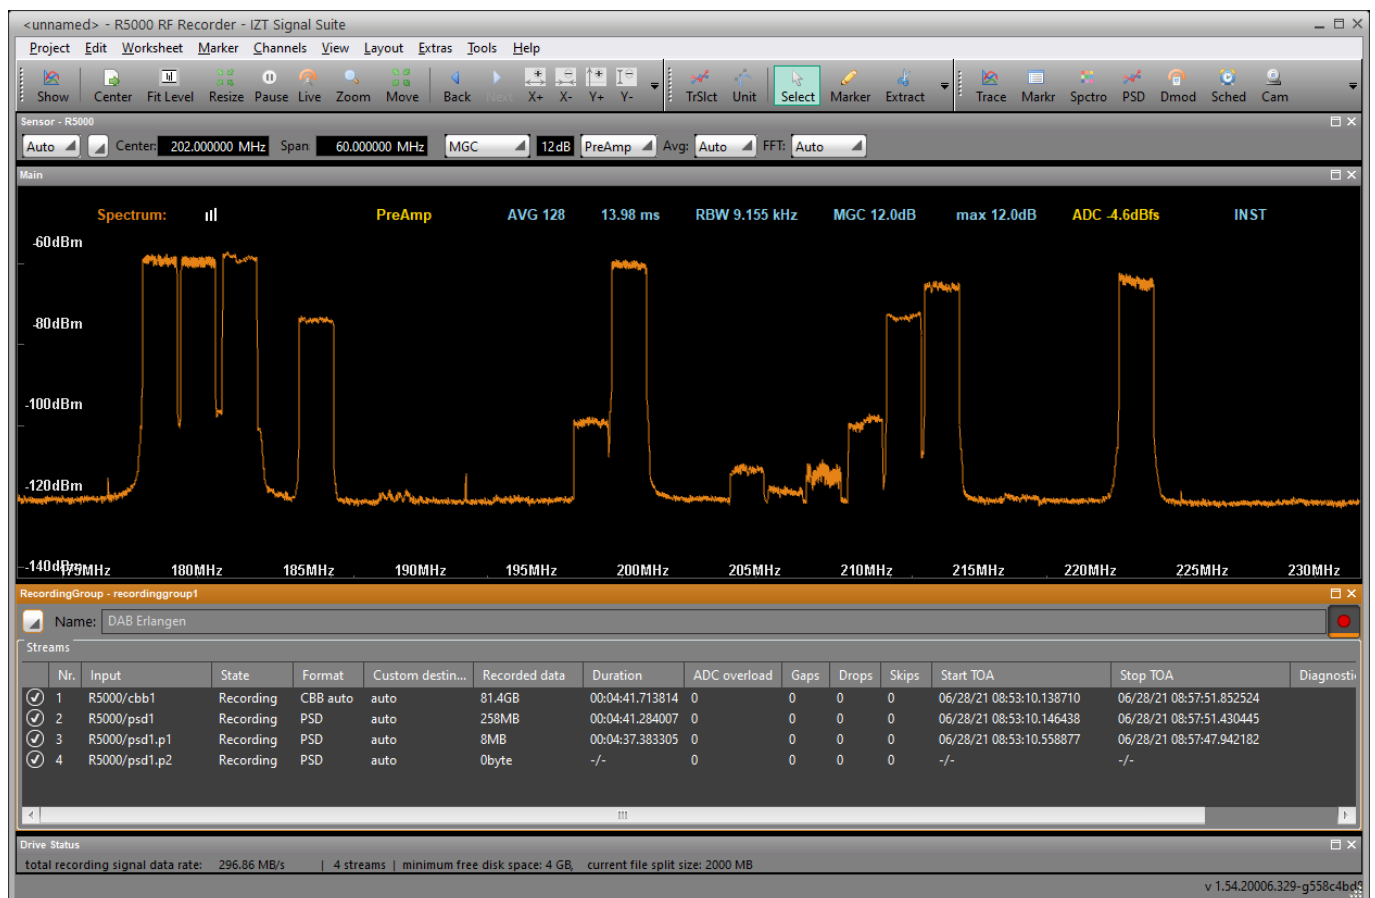 <unnamed> - R5000 RF Recorder - IZT Signal Suite
Project Edit Worksheet Marker Channels View Layout Extras Tools Help
Show Center Fit Level Resize Pause Live Zoom Move Back Next X+ X- Y+ Y- TrSlct Unit Select Marker Extract Trace Markr Spctro PSD Dmod Sched Cam
Sensor - R5000
Auto Center: 202.000000 MHz Span: 60.000000 MHz MGC 12dB PreAmp Avg: Auto FFT: Auto
Main
Spectrum: PreAmp AVG 128 13.98 ms RBW 9.155 kHz MGC 12.0dB max 12.0dB ADC -4.6dBfs INST
-60dBm
-80dBm
-100dBm
-120dBm
-140dBm
175MHz 180MHz 185MHz 190MHz 195MHz 200MHz 205MHz 210MHz 215MHz 220MHz 225MHz 230MHz
RecordingGroup - recordinggroup1
Name: DAB Erlangen
Streams
Nr. Input State Format Custom destin... Recorded data Duration ADC overload Gaps Drops Skips Start TOA Stop TOA Diagnosti
1 R5000/cbb1 Recording CBB auto auto 81.4GB 00:04:41.713814 0 0 0 0 06/28/21 08:53:10.138710 06/28/21 08:57:51.852524
2 R5000/psd1 Recording PSD auto 258MB 00:04:41.284007 0 0 0 0 06/28/21 08:53:10.146438 06/28/21 08:57:51.430445
3 R5000/psd1.p1 Recording PSD auto 8MB 00:04:37.383305 0 0 0 0 06/28/21 08:53:10.558877 06/28/21 08:57:47.942182
4 R5000/psd1.p2 Recording PSD auto 0byte -/- 0 0 0 0 -/- -/-
Drive Status
total recording signal data rate: 296.86 MB/s | 4 streams | minimum free disk space: 4 GB, current file split size: 2000 MB
v 1.54.20006.329-g558c4bd8